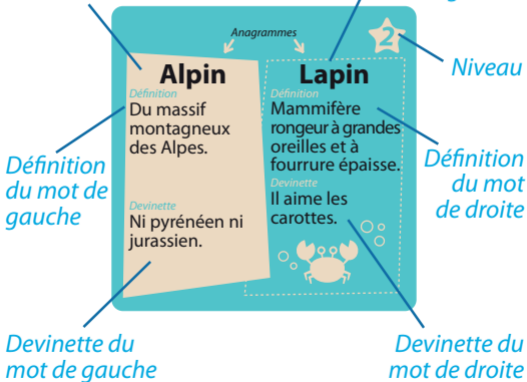 Anagrammes
2
Niveau
Alpin
Définition
Du massif
montagneux
des Alpes.
Devinette
Ni pyrénéen ni
jurassien.
Lapin
Définition
Mammifère
rongeur à grandes
oreilles et à
fourrure épaisse.
Devinette
Il aime les
carottes.
Définition
du mot de
gauche
Définition
du mot
de droite
Devinette du
mot de gauche
Devinette du
mot de droite